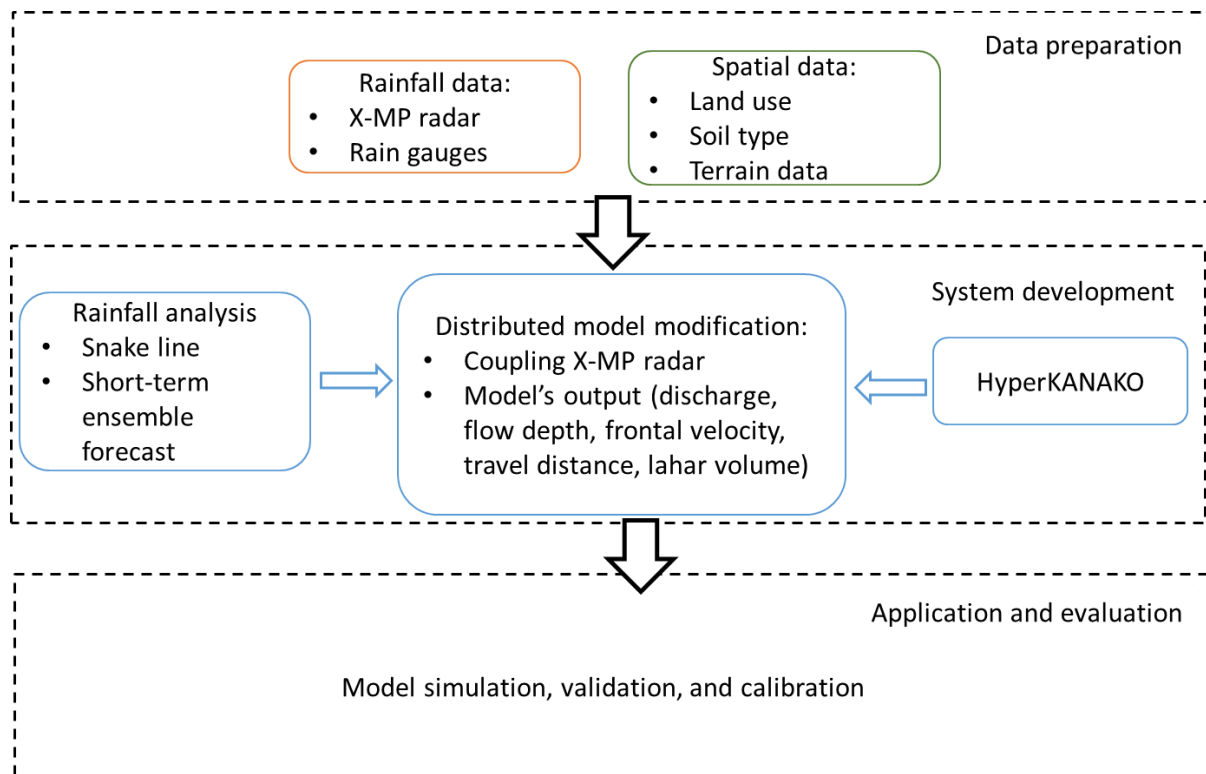 Data preparation
Rainfall data:
• X-MP radar
• Rain gauges
Spatial data:
• Land use
• Soil type
• Terrain data
System development
Rainfall analysis
• Snake line
• Short-term
ensemble
forecast
Distributed model modification:
• Coupling X-MP radar
• Model’s output (discharge,
flow depth, frontal velocity,
travel distance, lahar volume)
HyperKANAKO
Application and evaluation
Model simulation, validation, and calibration